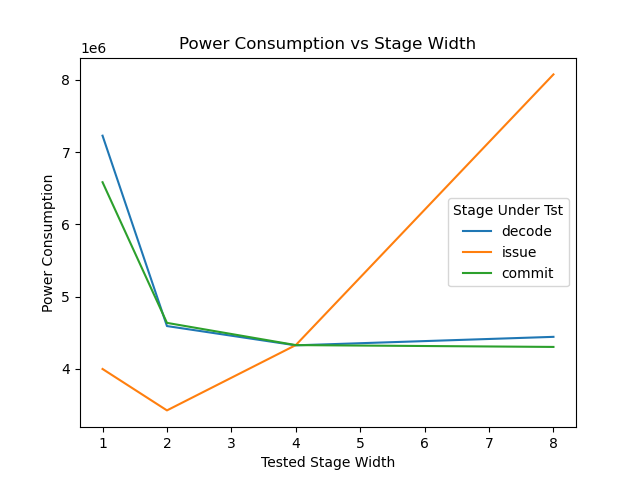 Power Consumption vs Stage Width
1e6
8
7
6
5
4
Power Consumption
Stage Under Tst
decode
issue
commit
1 2 3 4 5 6 7 8
Tested Stage Width